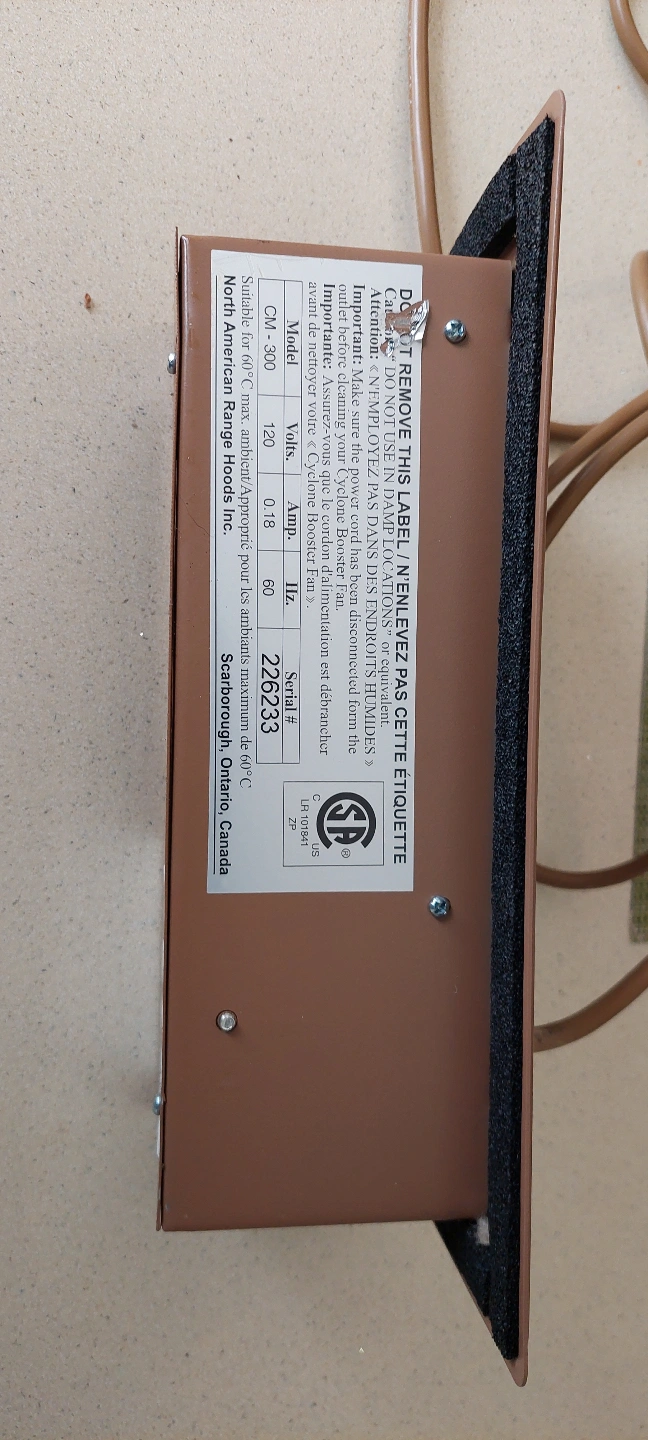 DO NOT REMOVE THIS LABEL / N'ENLEVEZ PAS CETTE ÉTIQUETTE
" DO NOT USE IN DAMP LOCATIONS" or equivalent.
Attention: « N'EMPLOYEZ PAS DANS DES ENDROITS HUMIDES »
Important: Make sure the power cord has been disconnected form the
outlet before cleaning your Cyclone Booster Fan.
Importante: Assurez-vous que le cordon d'alimentation est débrancher
avant de nettoyer votre « Cyclone Booster Fan ».
Model Volts. Amp. Hz. Serial #
CM - 300 120 0.18 60 226233
Suitable for 60°C max. ambient/Approprié pour les ambiants maximum de 60°C
North American Range Hoods Inc. Scarborough, Ontario, Canada
SA ®
C US
LR 101841
ZP